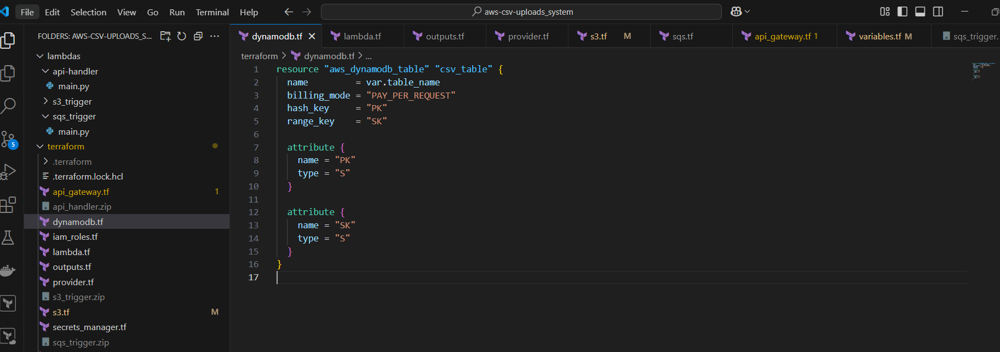 File Edit Selection View Go Run Terminal Help
aws-csv-uploads_system
FOLDERS: AWS-CSV-UPLOADS_S...
lambdas
api-handler
main.py
s3_trigger
sqs_trigger
main.py
terraform
.terraform
.terraform.lock.hcl
api_gateway.tf 1
api_handler.zip
dynamodb.tf
iam_roles.tf
lambda.tf
outputs.tf
provider.tf
s3_trigger.zip
s3.tf M
secrets_manager.tf
sqs_trigger.zip
5
dynamodb.tf lambda.tf outputs.tf provider.tf s3.tf M sqs.tf api_gateway.tf 1 variables.tf M sqs_trigger.
terraform > dynamodb.tf > ...
1 resource "aws_dynamodb_table" "csv_table" {
2 name = var.table_name
3 billing_mode = "PAY_PER_REQUEST"
4 hash_key = "PK"
5 range_key = "SK"
6
7 attribute {
8 name = "PK"
9 type = "S"
10 }
11
12 attribute {
13 name = "SK"
14 type = "S"
15 }
16 }
17